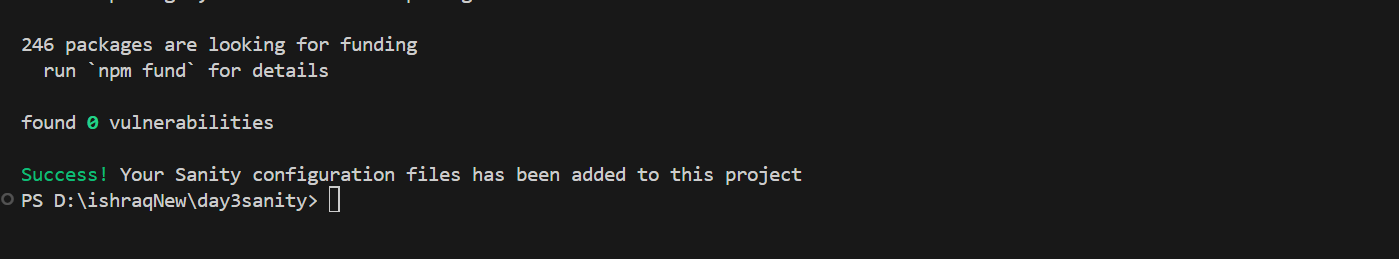 246 packages are looking for funding
run `npm fund` for details
found 0 vulnerabilities
Success! Your Sanity configuration files has been added to this project
PS D:\ishraqNew\day3sanity>